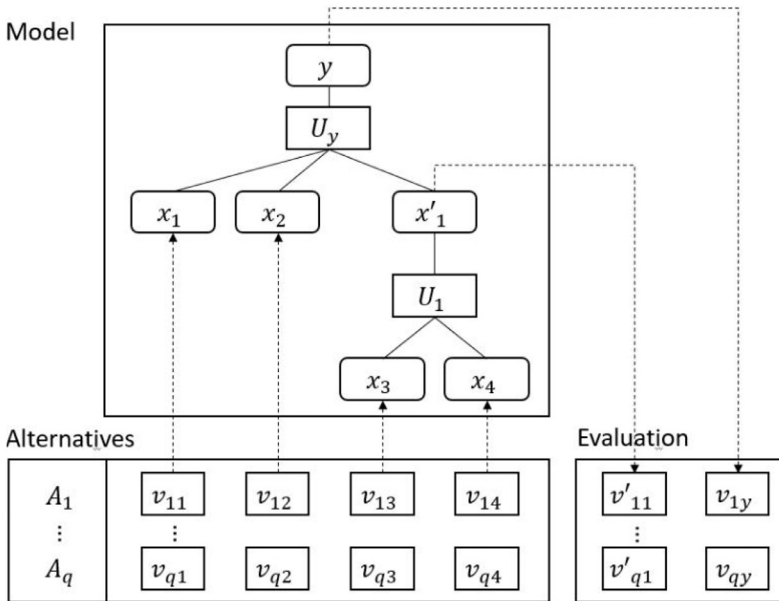 Model
y
U_y
x_1 x_2 x'_1
U_1
x_3 x_4
Alternatives Evaluation
A_1 v_11 v_12 v_13 v_14 v'_11 v_1y
⋮ ⋮ ⋮
A_q v_q1 v_q2 v_q3 v_q4 v'_q1 v_qy